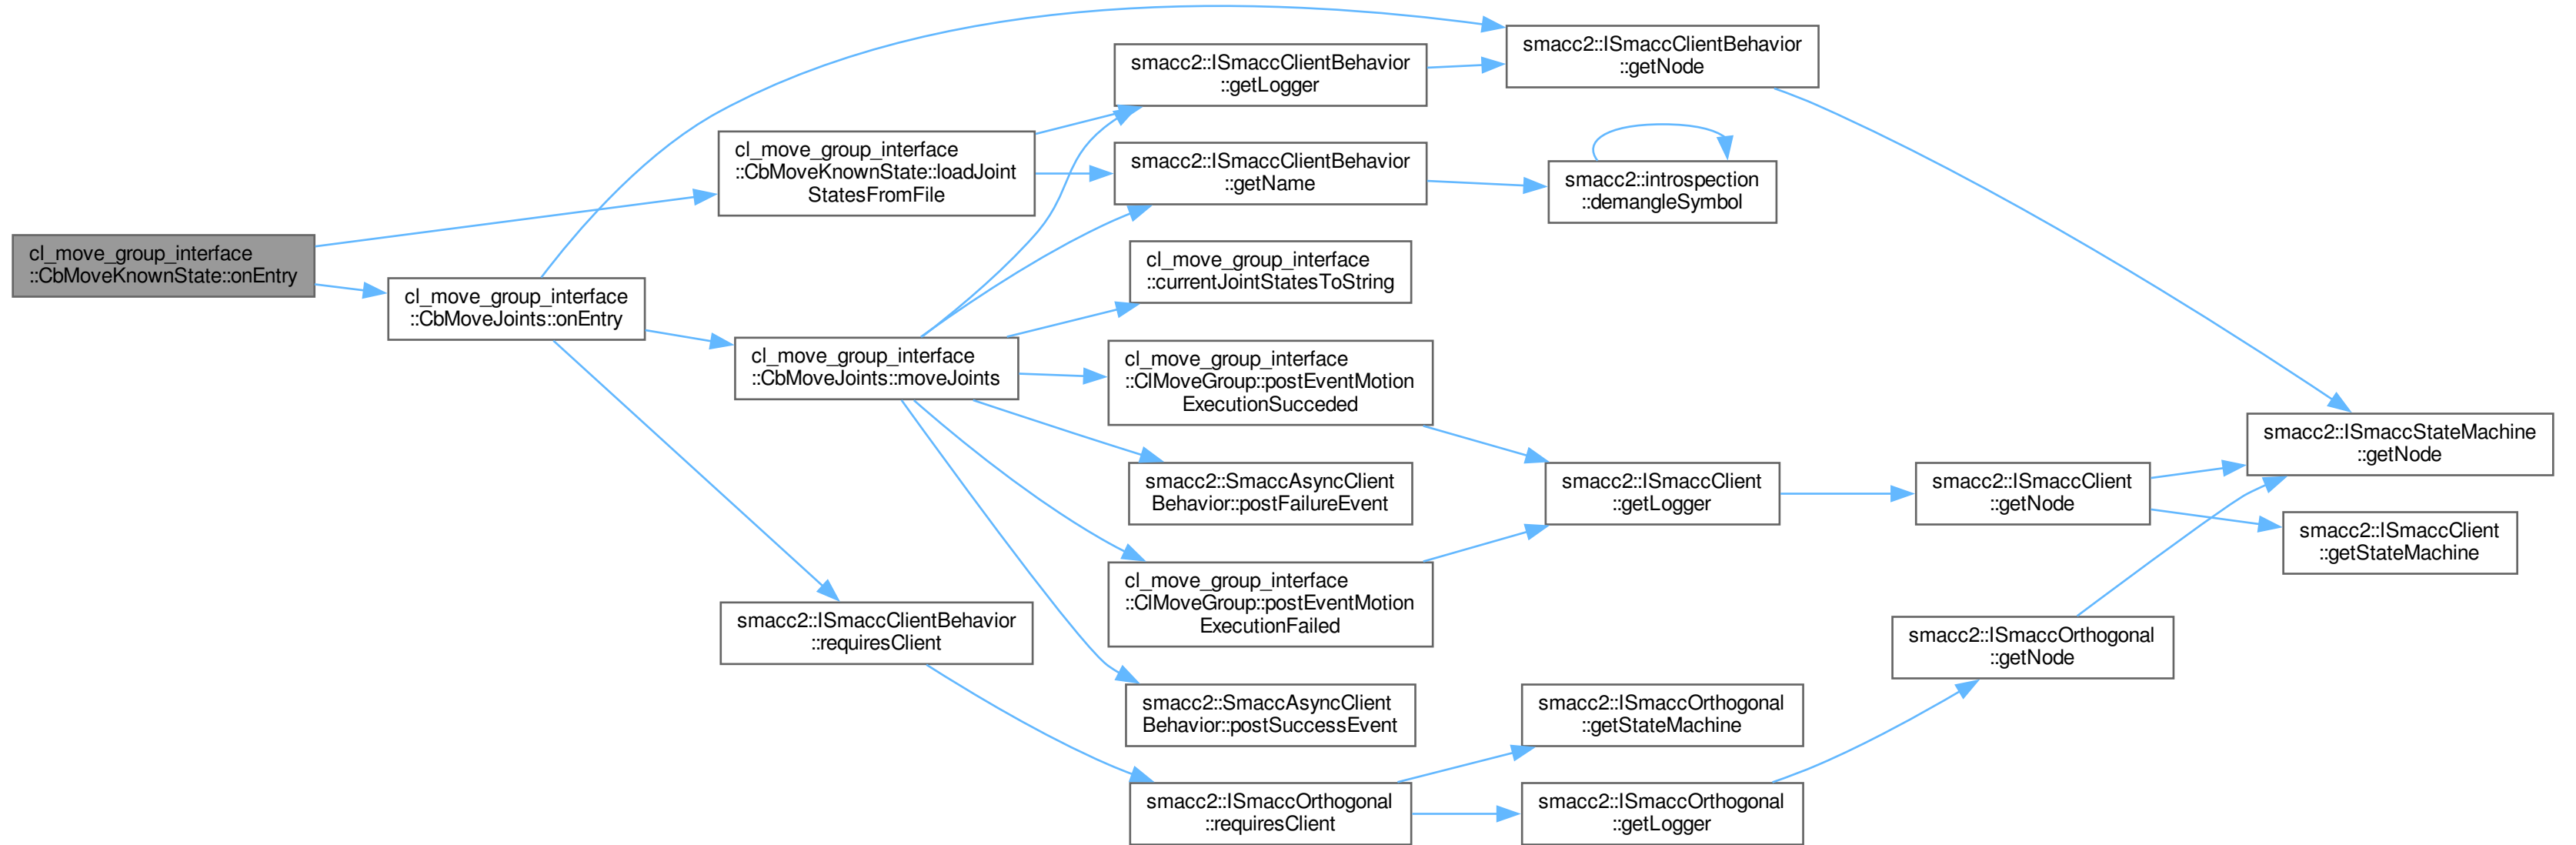 cl_move_group_interface
::CbMoveKnownState::onEntry
cl_move_group_interface
::CbMoveJoints::onEntry
cl_move_group_interface
::CbMoveKnownState::loadJoint
StatesFromFile
cl_move_group_interface
::CbMoveJoints::moveJoints
smacc2::ISmaccClientBehavior
::requiresClient
smacc2::ISmaccClientBehavior
::getLogger
smacc2::ISmaccClientBehavior
::getName
cl_move_group_interface
::currentJointStatesToString
cl_move_group_interface
::ClMoveGroup::postEventMotion
ExecutionSucceded
smacc2::SmaccAsyncClient
Behavior::postFailureEvent
cl_move_group_interface
::ClMoveGroup::postEventMotion
ExecutionFailed
smacc2::SmaccAsyncClient
Behavior::postSuccessEvent
smacc2::ISmaccOrthogonal
::requiresClient
smacc2::ISmaccClientBehavior
::getNode
smacc2::introspection
::demangleSymbol
smacc2::ISmaccClient
::getLogger
smacc2::ISmaccOrthogonal
::getStateMachine
smacc2::ISmaccOrthogonal
::getLogger
smacc2::ISmaccClient
::getNode
smacc2::ISmaccOrthogonal
::getNode
smacc2::ISmaccStateMachine
::getNode
smacc2::ISmaccClient
::getStateMachine